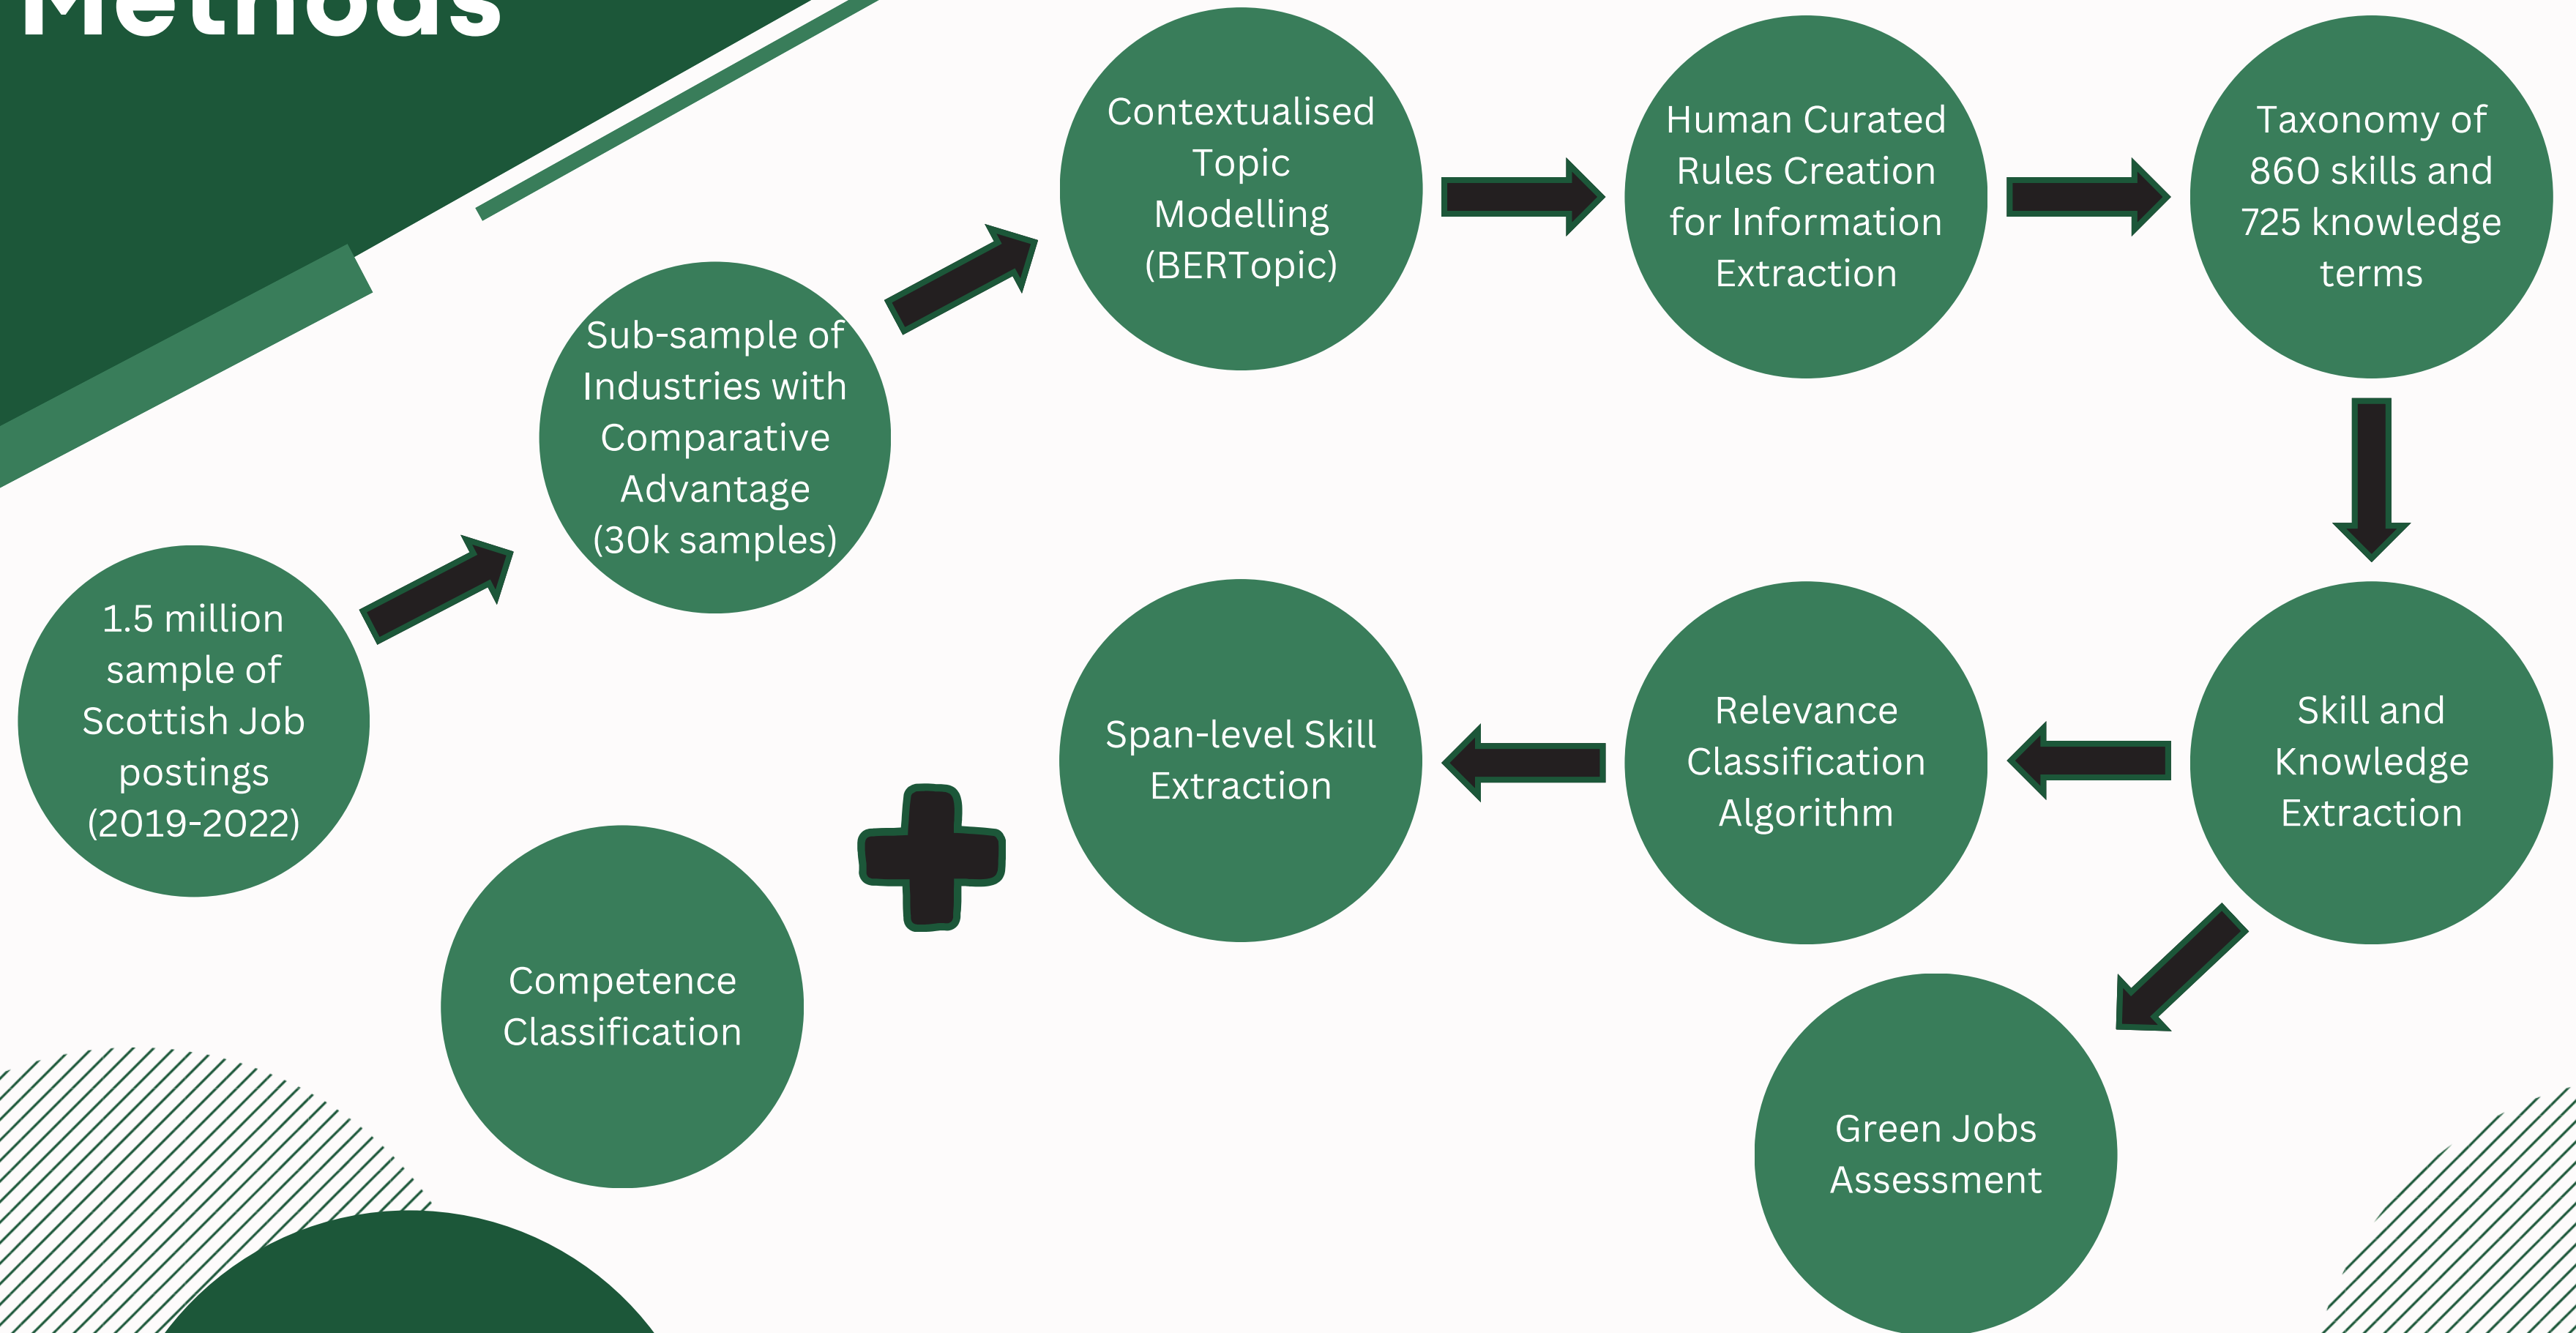 Methods
1.5 million
sample of
Scottish Job
postings
(2019-2022)
Sub-sample of
Industries with
Comparative
Advantage
(30k samples)
Contextualised
Topic
Modelling
(BERTopic)
Human Curated
Rules Creation
for Information
Extraction
Taxonomy of
860 skills and
725 knowledge
terms
Skill and
Knowledge
Extraction
Relevance
Classification
Algorithm
Span-level Skill
Extraction
Competence
Classification
Green Jobs
Assessment